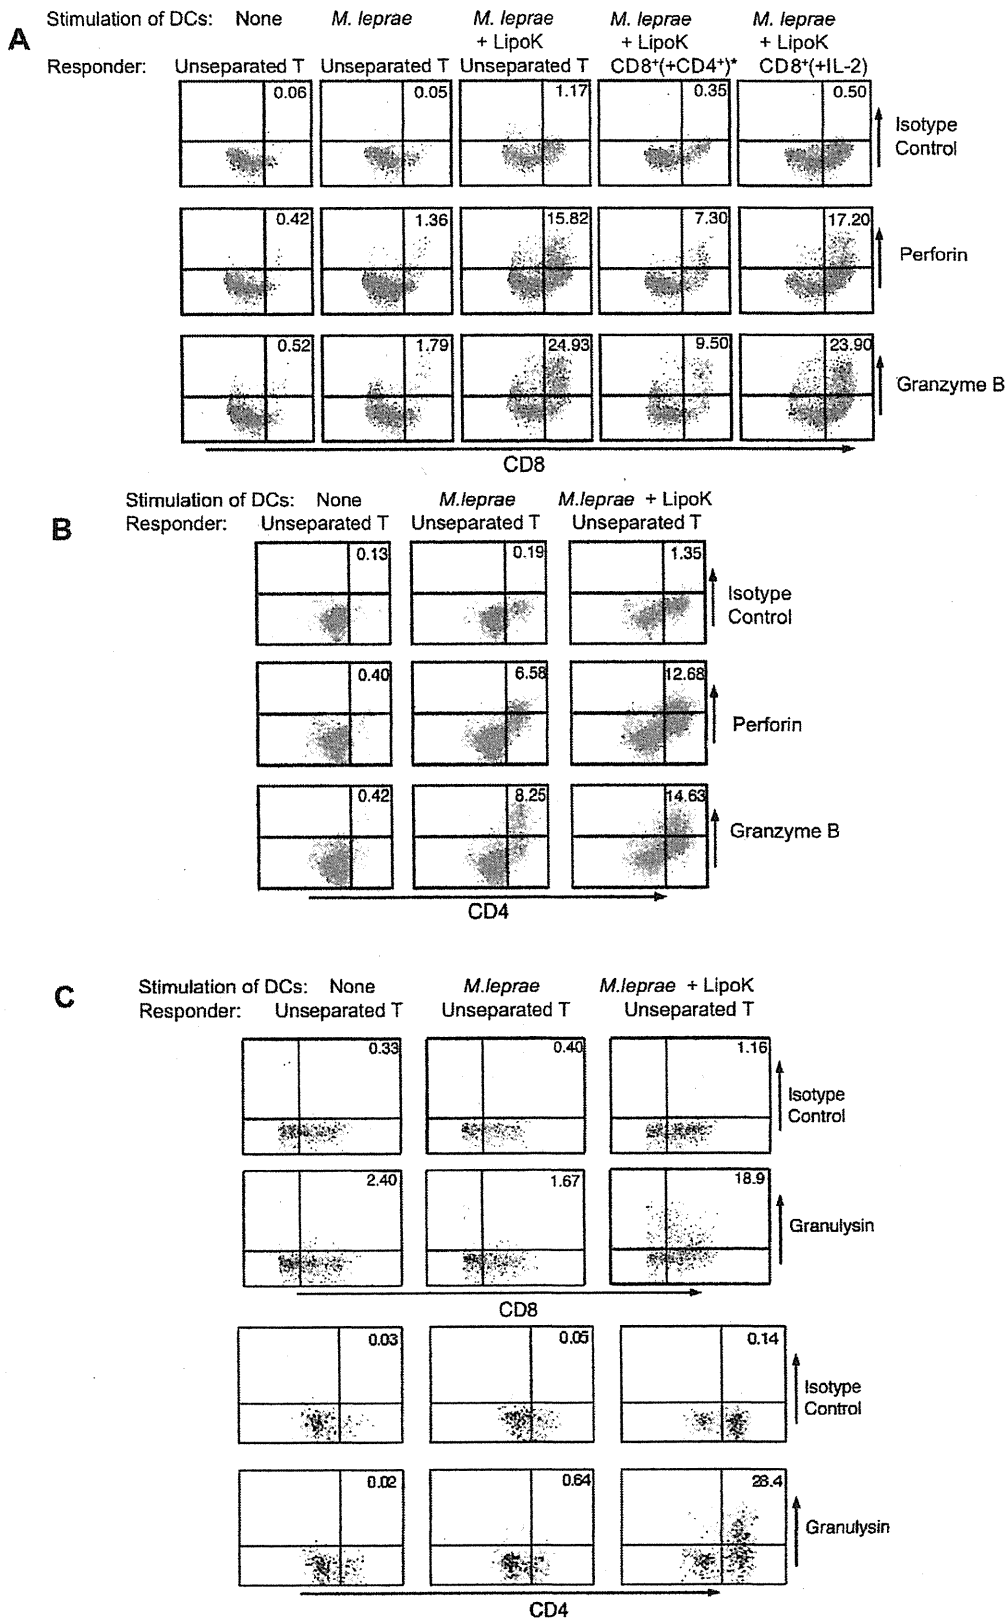 A
Stimulation of DCs: None M. leprae M. leprae + LipoK M. leprae + LipoK M. leprae + LipoK
Responder: Unseparated T Unseparated T Unseparated T CD8+(+CD4+)* CD8+(+IL-2)
0.06 0.05 1.17 0.35 0.50
Isotype Control
0.42 1.36 15.82 7.30 17.20
Perforin
0.52 1.79 24.93 9.50 23.90
Granzyme B
CD8
B
Stimulation of DCs: None M.leprae M.leprae + LipoK
Responder: Unseparated T Unseparated T Unseparated T
0.13 0.19 1.35
Isotype Control
0.40 6.58 12.68
Perforin
0.42 8.25 14.63
Granzyme B
CD4
C
Stimulation of DCs: None M.leprae M.leprae + LipoK
Responder: Unseparated T Unseparated T Unseparated T
0.33 0.40 1.16
Isotype Control
2.40 1.67 18.9
Granulysin
CD8
0.03 0.05 0.14
Isotype Control
0.02 0.64 28.4
Granulysin
CD4